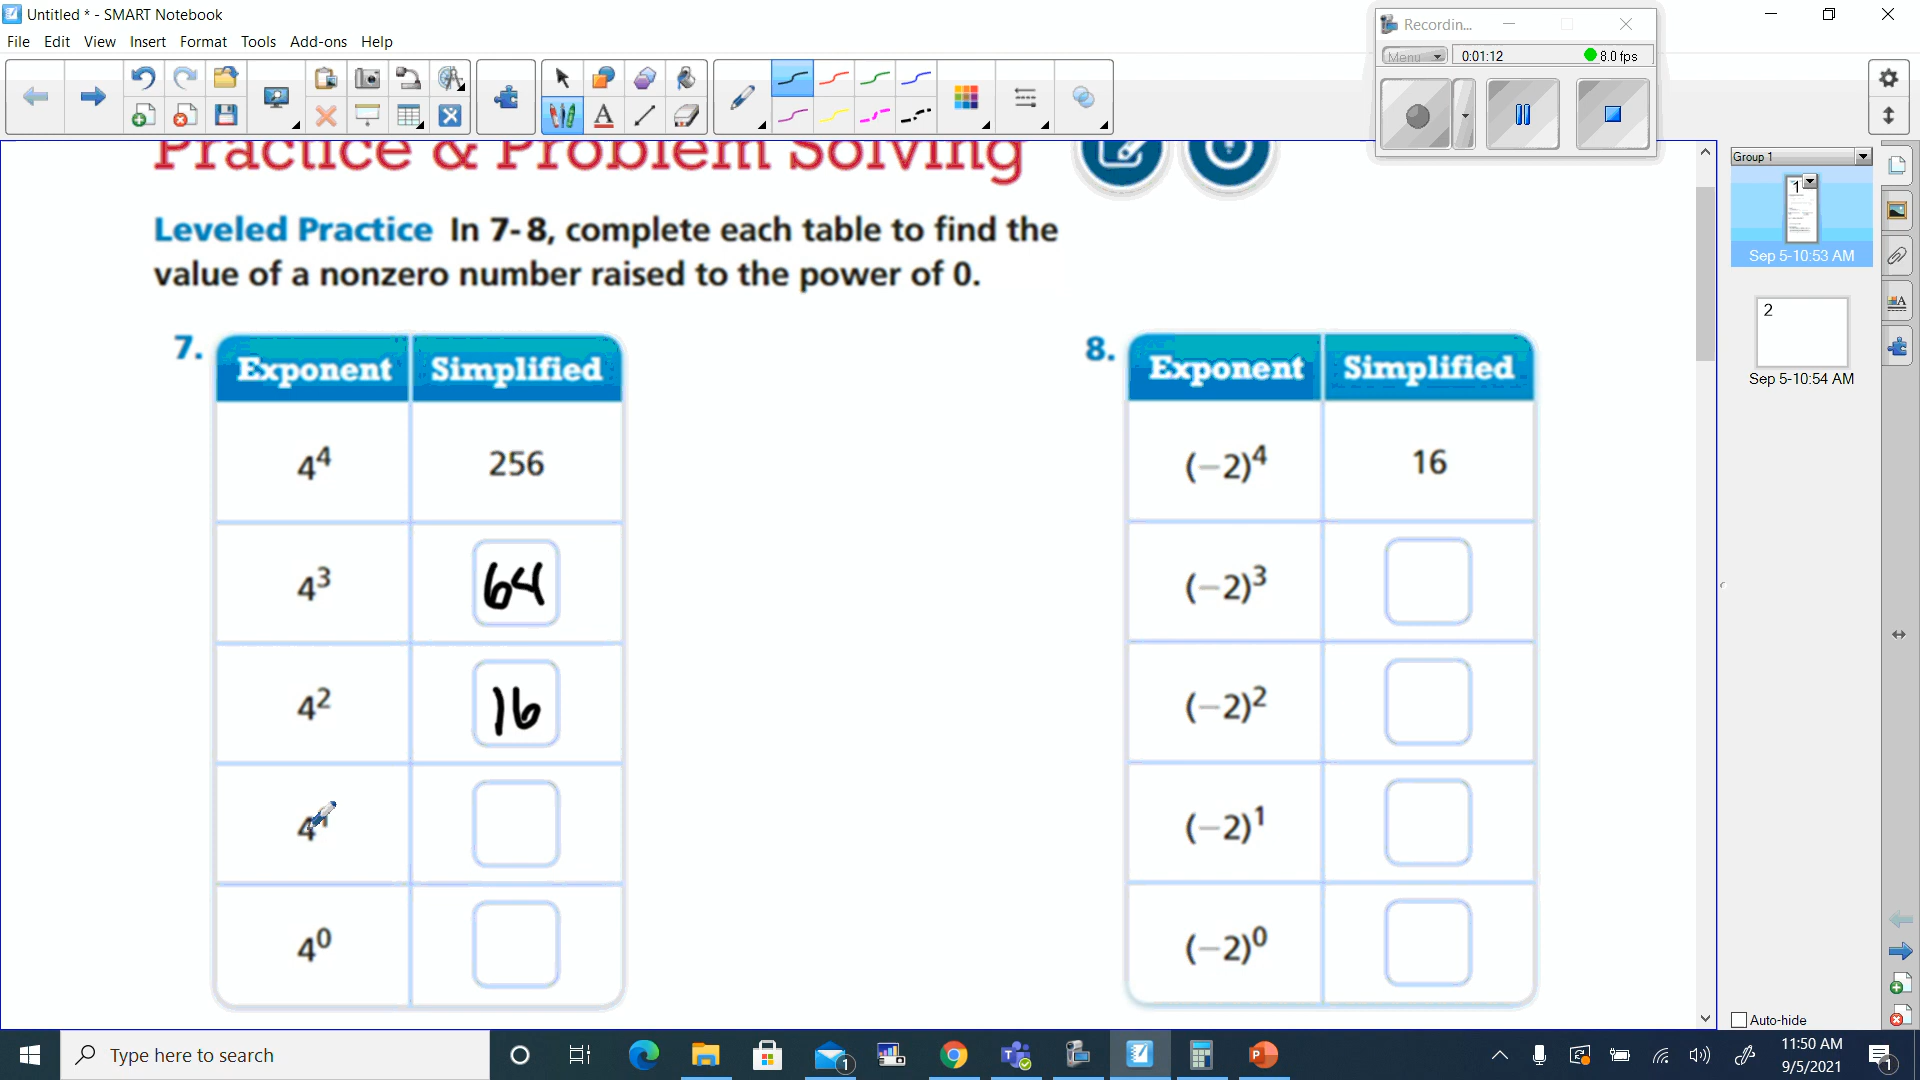 Untitled * - SMART Notebook
File Edit View Insert Format Tools Add-ons Help
Recordin...
Menu 0:01:12 8.0 fps
Practice & Problem Solving
Leveled Practice In 7-8, complete each table to find the
value of a nonzero number raised to the power of 0.
7.
Exponent Simplified
4⁴ 256
4³ 64
4² 16
4¹
4⁰
8.
Exponent Simplified
(−2)⁴ 16
(−2)³
(−2)²
(−2)¹
(−2)⁰
Group 1
1
Sep 5-10:53 AM
2
Sep 5-10:54 AM
Auto-hide
Type here to search
1
11:50 AM
9/5/2021
1